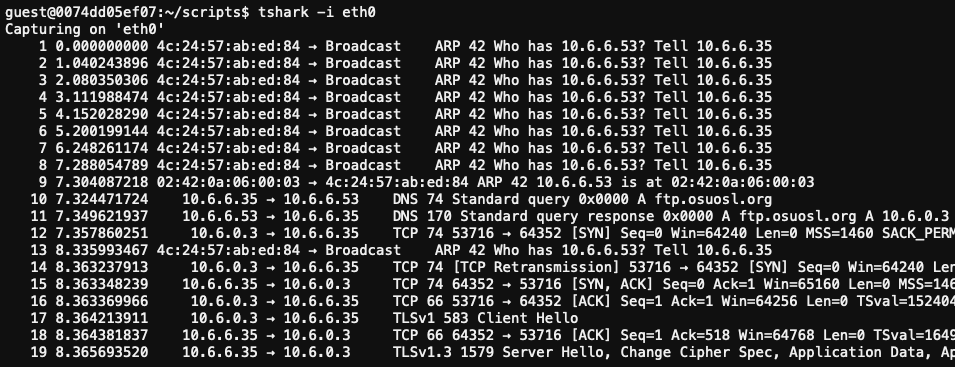 guest@0074dd05ef07:~/scripts$ tshark -i eth0
Capturing on 'eth0'
1 0.000000000 4c:24:57:ab:ed:84 → Broadcast    ARP 42 Who has 10.6.6.53? Tell 10.6.6.35
2 1.040243896 4c:24:57:ab:ed:84 → Broadcast    ARP 42 Who has 10.6.6.53? Tell 10.6.6.35
3 2.080350306 4c:24:57:ab:ed:84 → Broadcast    ARP 42 Who has 10.6.6.53? Tell 10.6.6.35
4 3.111988474 4c:24:57:ab:ed:84 → Broadcast    ARP 42 Who has 10.6.6.53? Tell 10.6.6.35
5 4.152028290 4c:24:57:ab:ed:84 → Broadcast    ARP 42 Who has 10.6.6.53? Tell 10.6.6.35
6 5.200199144 4c:24:57:ab:ed:84 → Broadcast    ARP 42 Who has 10.6.6.53? Tell 10.6.6.35
7 6.248261174 4c:24:57:ab:ed:84 → Broadcast    ARP 42 Who has 10.6.6.53? Tell 10.6.6.35
8 7.288054789 4c:24:57:ab:ed:84 → Broadcast    ARP 42 Who has 10.6.6.53? Tell 10.6.6.35
9 7.304087218 02:42:0a:06:00:03 → 4c:24:57:ab:ed:84 ARP 42 10.6.6.53 is at 02:42:0a:06:00:03
10 7.324471724    10.6.6.35 → 10.6.6.53    DNS 74 Standard query 0x0000 A ftp.osuosl.org
11 7.349621937    10.6.6.53 → 10.6.6.35    DNS 170 Standard query response 0x0000 A ftp.osuosl.org A 10.6.0.3
12 7.357860251     10.6.0.3 → 10.6.6.35    TCP 74 53716 → 64352 [SYN] Seq=0 Win=64240 Len=0 MSS=1460 SACK_PERM
13 8.335993467 4c:24:57:ab:ed:84 → Broadcast    ARP 42 Who has 10.6.6.53? Tell 10.6.6.35
14 8.363237913     10.6.0.3 → 10.6.6.35    TCP 74 [TCP Retransmission] 53716 → 64352 [SYN] Seq=0 Win=64240 Len
15 8.363348239    10.6.6.35 → 10.6.0.3     TCP 74 64352 → 53716 [SYN, ACK] Seq=0 Ack=1 Win=65160 Len=0 MSS=146
16 8.363369966     10.6.0.3 → 10.6.6.35    TCP 66 53716 → 64352 [ACK] Seq=1 Ack=1 Win=64256 Len=0 TSval=152404
17 8.364213911     10.6.0.3 → 10.6.6.35    TLSv1 583 Client Hello
18 8.364381837    10.6.6.35 → 10.6.0.3     TCP 66 64352 → 53716 [ACK] Seq=1 Ack=518 Win=64768 Len=0 TSval=1649
19 8.365693520    10.6.6.35 → 10.6.0.3     TLSv1.3 1579 Server Hello, Change Cipher Spec, Application Data, Ap